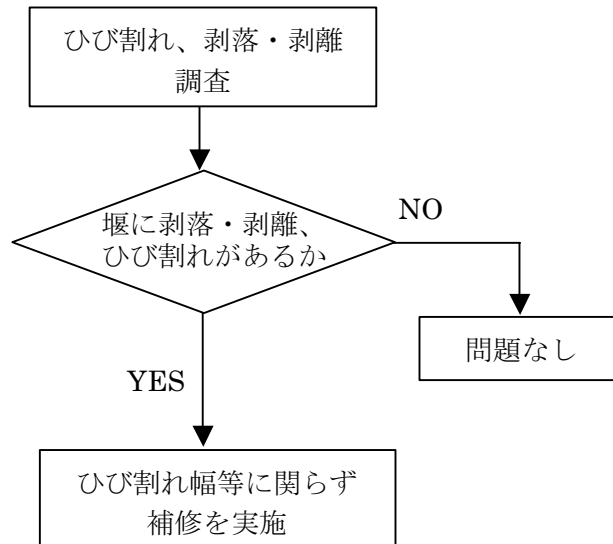 ひび割れ、剥落・剥離
調査
堰に剥落・剥離、
ひび割れがあるか
NO
問題なし
YES
ひび割れ幅等に関らず
補修を実施